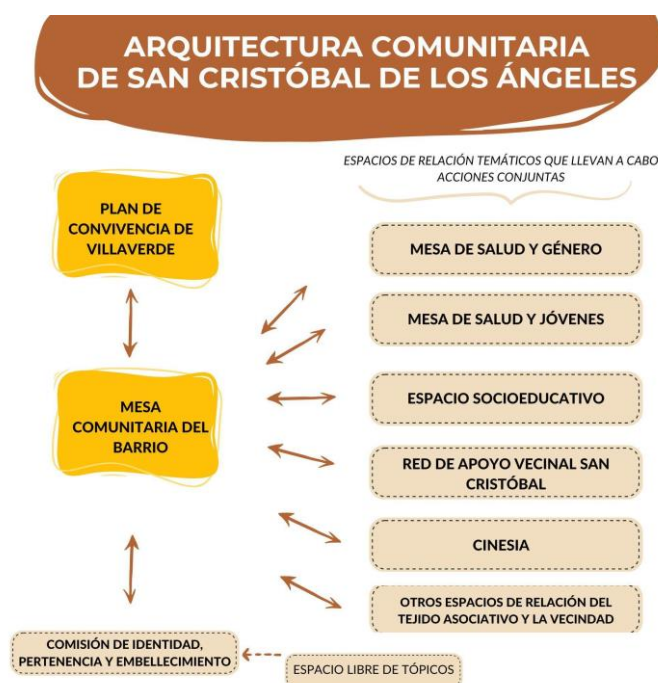 ARQUITECTURA COMUNITARIA
DE SAN CRISTÓBAL DE LOS ÁNGELES
ESPACIOS DE RELACIÓN TEMÁTICOS QUE LLEVAN A CABO
ACCIONES CONJUNTAS
PLAN DE
CONVIVENCIA DE
VILLAVERDE
MESA
COMUNITARIA DEL
BARRIO
MESA DE SALUD Y GÉNERO
MESA DE SALUD Y JÓVENES
ESPACIO SOCIOEDUCATIVO
RED DE APOYO VECINAL SAN
CRISTÓBAL
CINESIA
OTROS ESPACIOS DE RELACIÓN DEL
TEJIDO ASOCIATIVO Y LA VECINDAD
COMISIÓN DE IDENTIDAD,
PERTENENCIA Y EMBELLECIMIENTO
ESPACIO LIBRE DE TÓPICOS